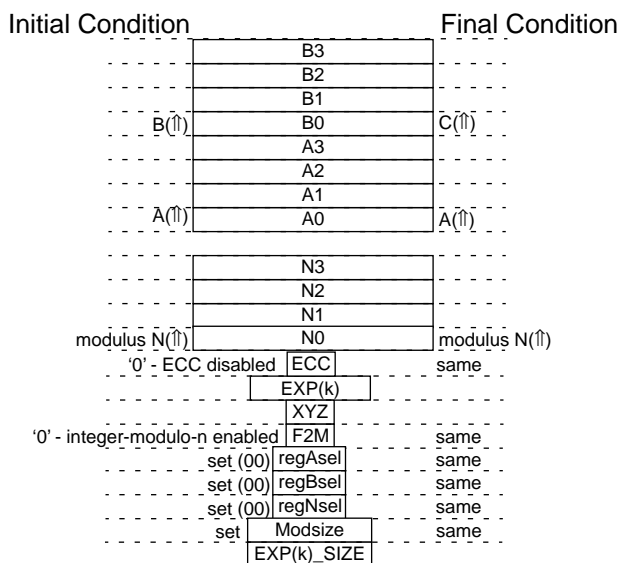 Initial Condition Final Condition
B3
B2
B1
B(⇑) B0 C(⇑)
A3
A2
A1
A(⇑) A0 A(⇑)
N3
N2
N1
modulus N(⇑) N0 modulus N(⇑)
‘0’ - ECC disabled ECC same
EXP(k)
XYZ
‘0’ - integer-modulo-n enabled F2M same
set (00) regAsel same
set (00) regBsel same
set (00) regNsel same
set Modsize same
EXP(k)_SIZE